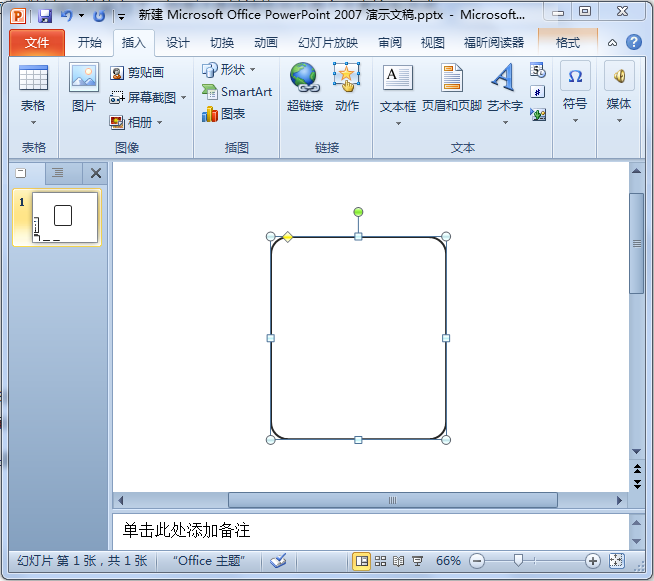 新建 Microsoft Office PowerPoint 2007 演示文稿.pptx - Microsoft...
文件 开始 插入 设计 切换 动画 幻灯片放映 审阅 视图 福昕阅读器 格式
表格 图片 剪贴画 屏幕截图 相册 形状 SmartArt 图表 超链接 动作 文本框 页眉和页脚 艺术字 符号 媒体
表格 图像 插图 链接 文本
1
单击此处添加备注
幻灯片 第 1 张，共 1 张 "Office 主题" 66%